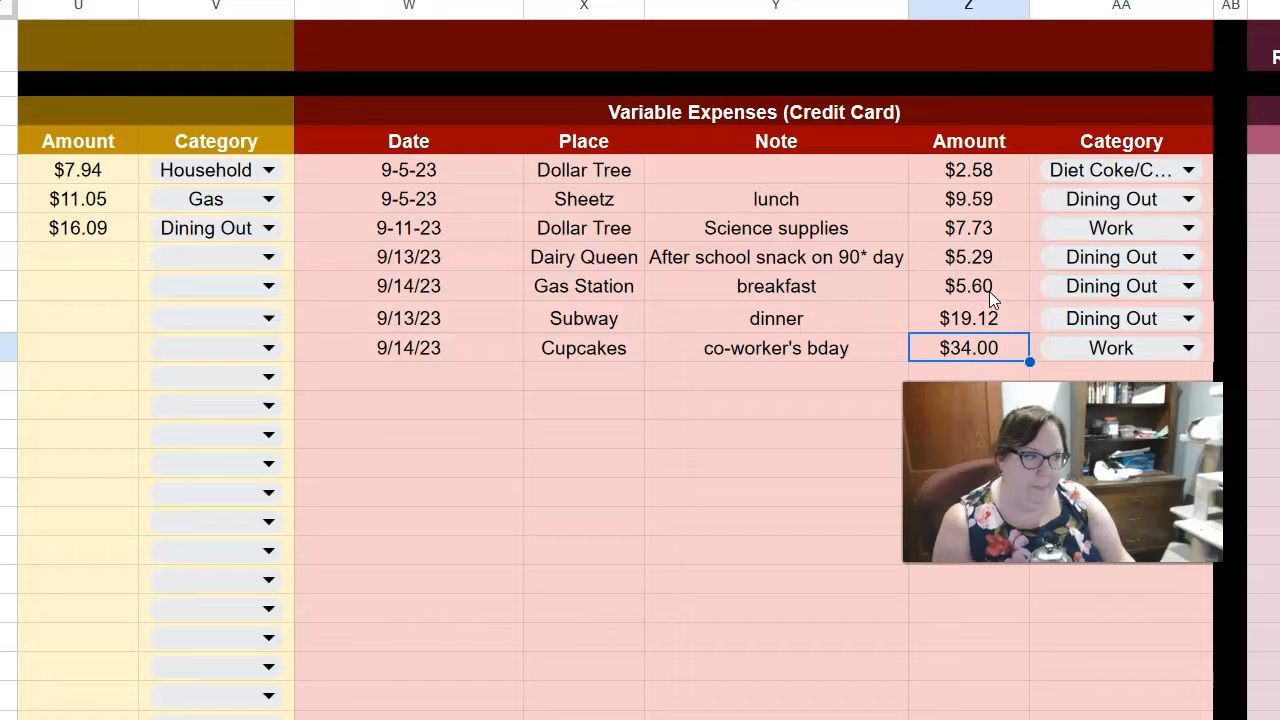 U V W X Y Z AA AB
R
Variable Expenses (Credit Card)
Amount Category Date Place Note Amount Category
$7.94 Household 9-5-23 Dollar Tree $2.58 Diet Coke/C...
$11.05 Gas 9-5-23 Sheetz lunch $9.59 Dining Out
$16.09 Dining Out 9-11-23 Dollar Tree Science supplies $7.73 Work
9/13/23 Dairy Queen After school snack on 90* day $5.29 Dining Out
9/14/23 Gas Station breakfast $5.60 Dining Out
9/13/23 Subway dinner $19.12 Dining Out
9/14/23 Cupcakes co-worker's bday $34.00 Work